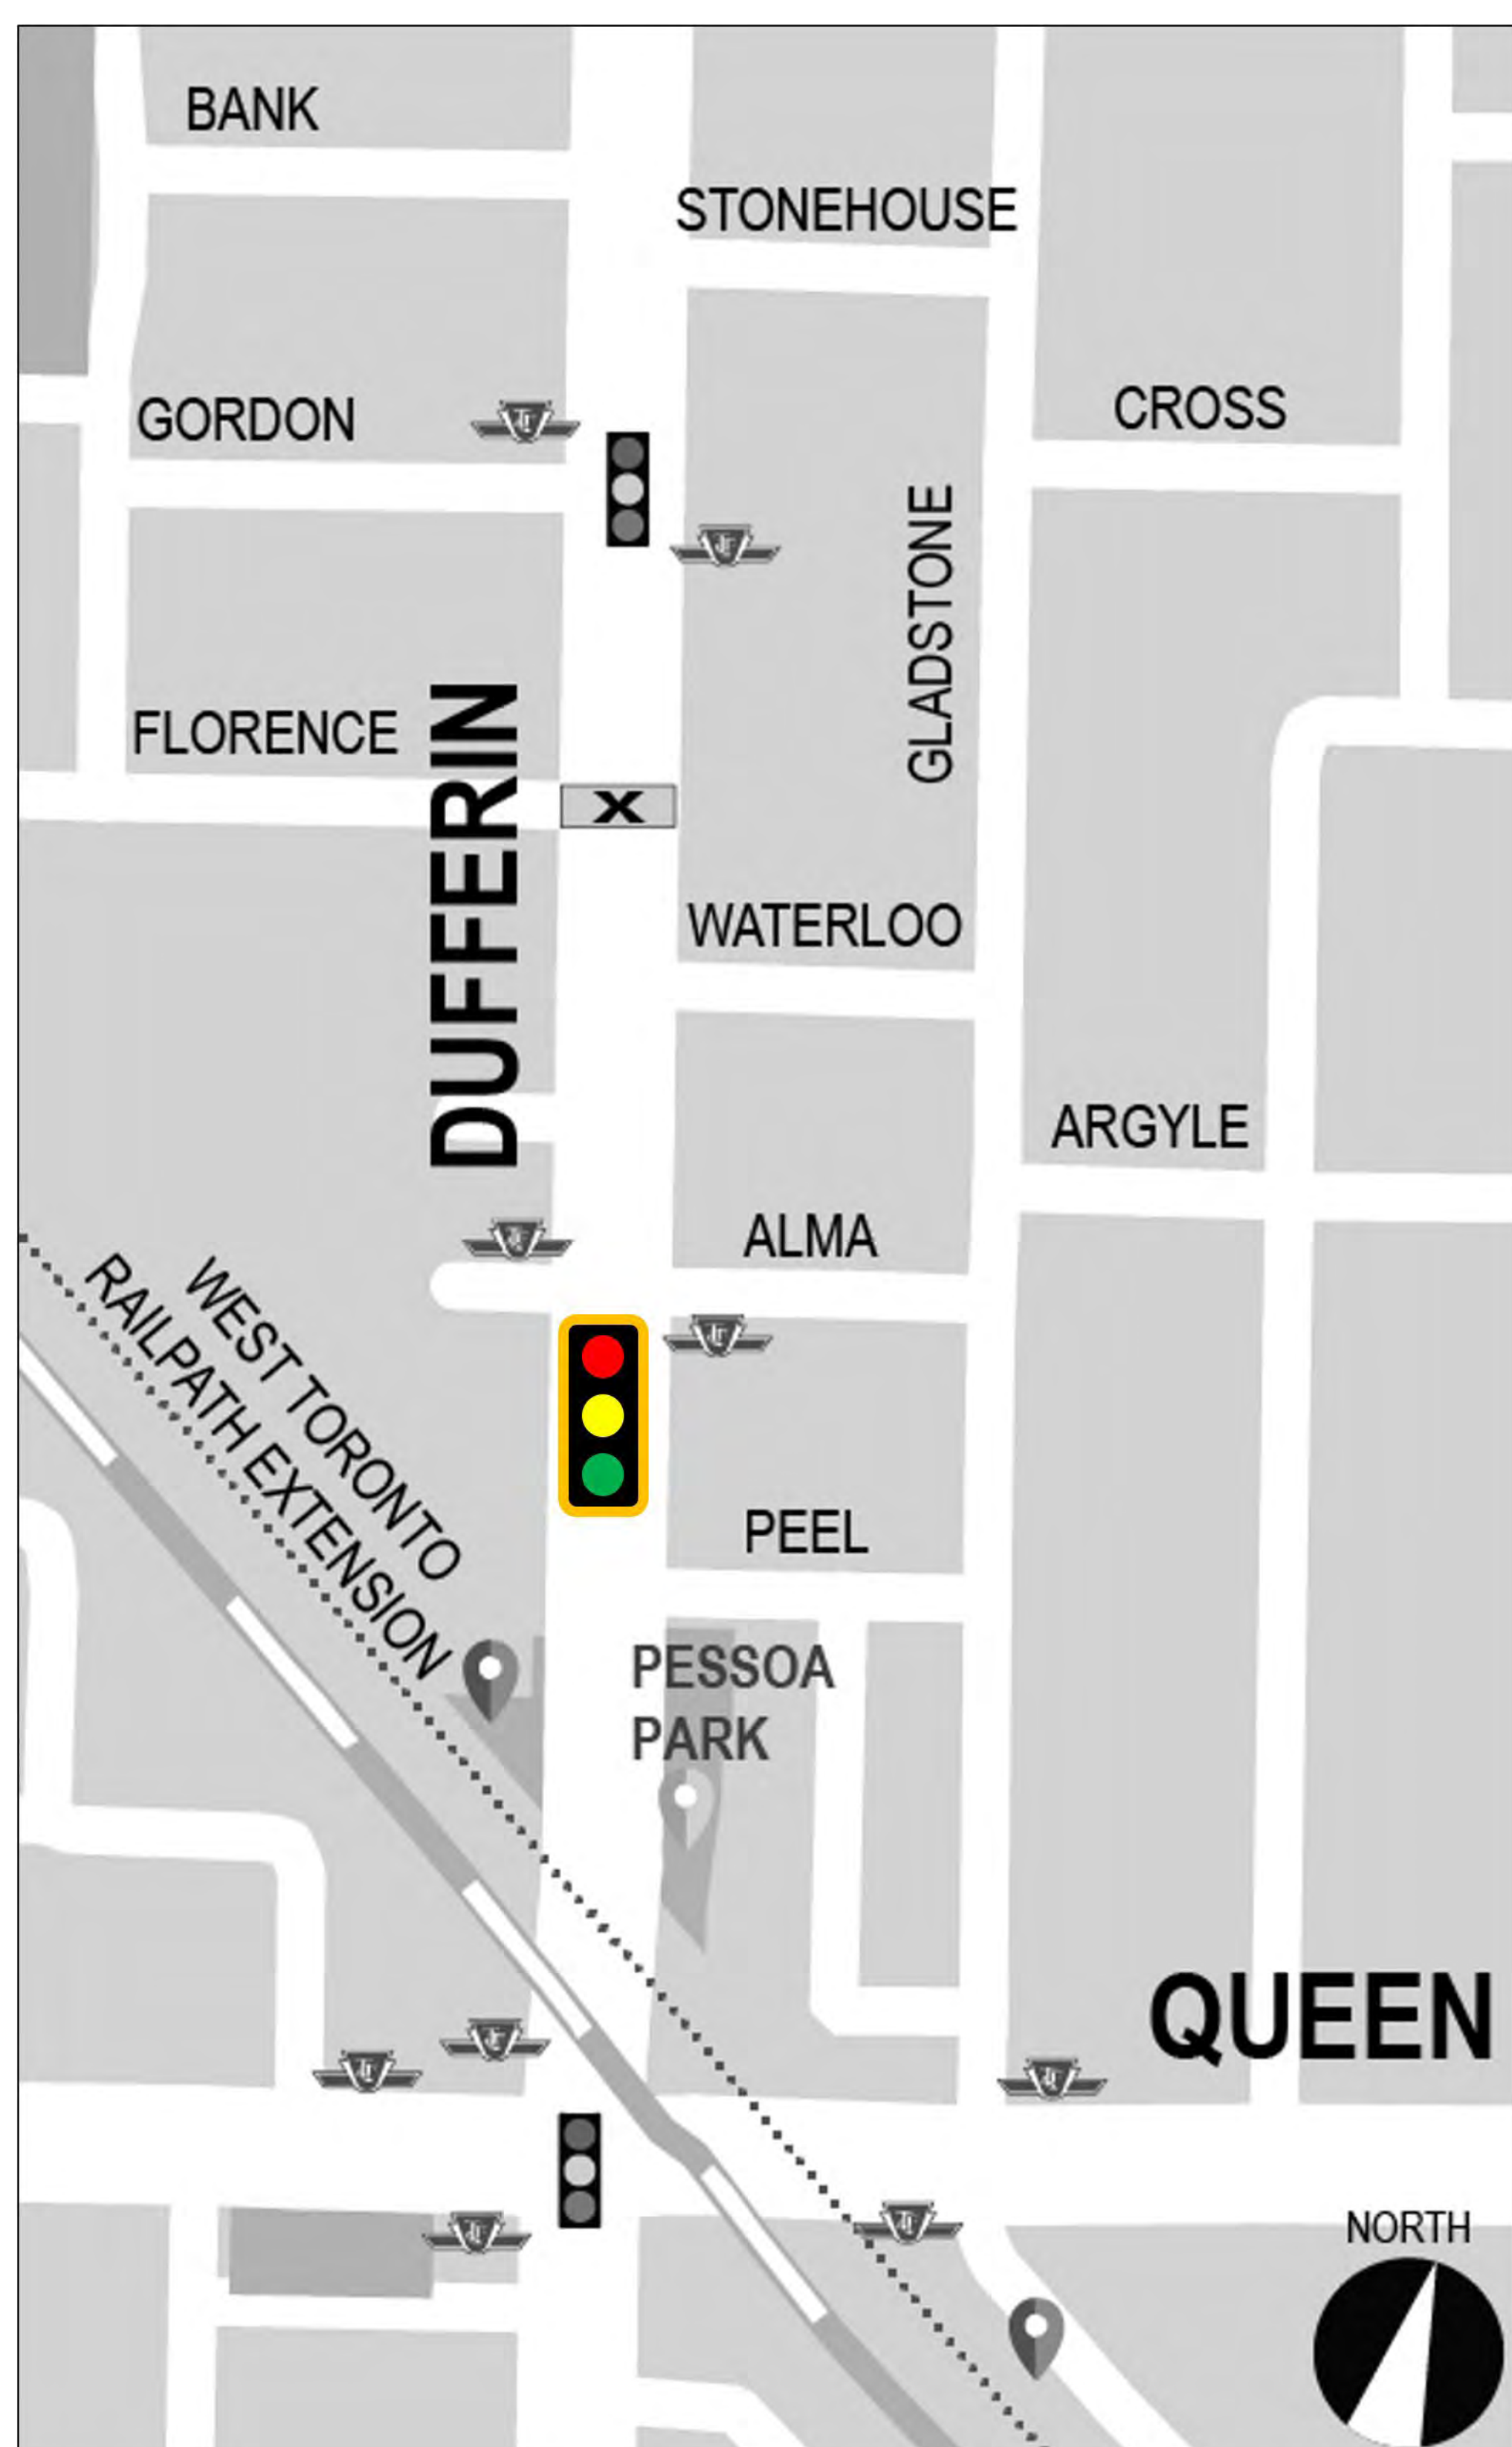 BANK
STONEHOUSE
GORDON
CROSS
GLADSTONE
FLORENCE
DUFFERIN
X
WATERLOO
ARGYLE
ALMA
WEST TORONTO
RAILPATH EXTENSION
PEEL
PESSOA
PARK
QUEEN
NORTH